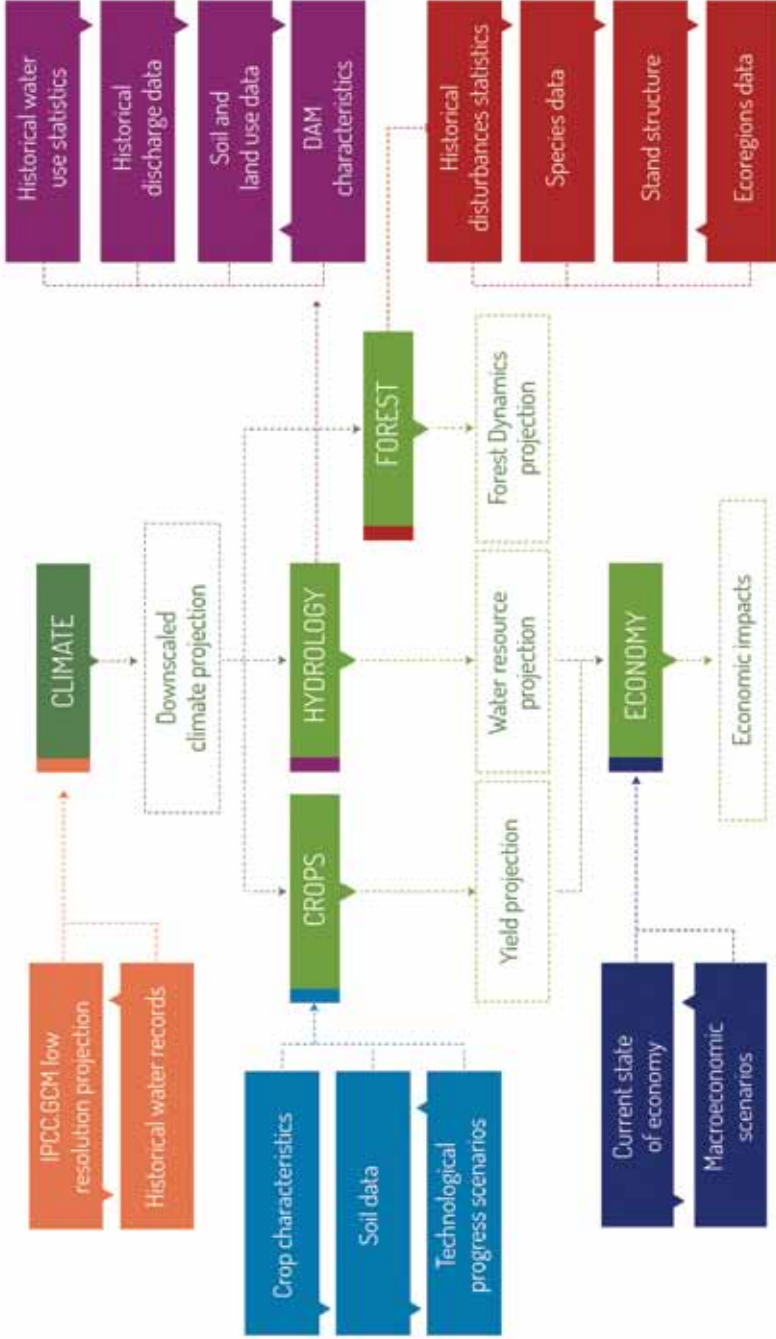 IPCC.GCM low
resolution projection
Historical water records
CLIMATE
Downscaled
climate projection
Historical water
use statistics
Historical
discharge data
Soil and
land use data
DAM
characteristics
Crop characteristics
Soil data
Technological
progress scenarios
CROPS
HYDROLOGY
FOREST
Yield projection
Water resource
projection
Forest Dynamics
projection
Historical
disturbances statistics
Species data
Stand structure
Ecoregions data
Current state
of economy
Macroeconomic
scenarios
ECONOMY
Economic impacts